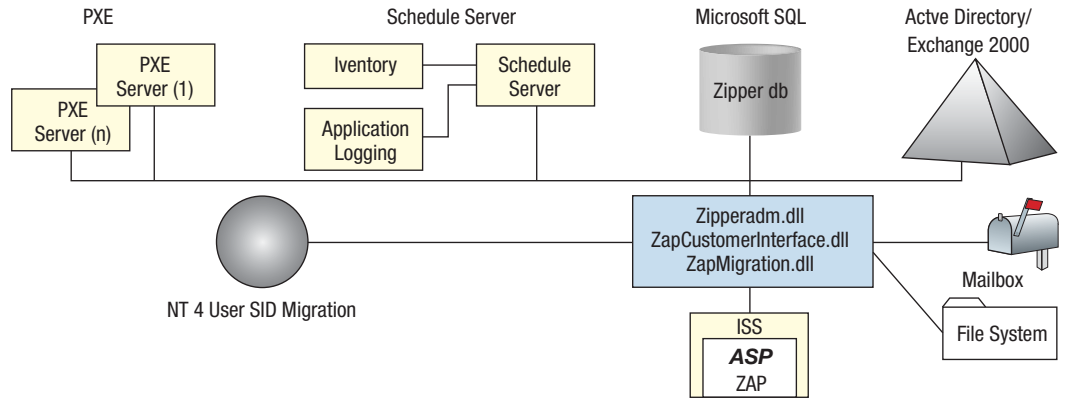 PXE
Schedule Server
Microsoft SQL
Actve Directory/
Exchange 2000
PXE
Server (1)
PXE
Server (n)
Iventory
Application
Logging
Schedule
Server
Zipper db
Zipperadm.dll
ZapCustomerInterface.dll
ZapMigration.dll
NT 4 User SID Migration
Mailbox
File System
ISS
ASP
ZAP